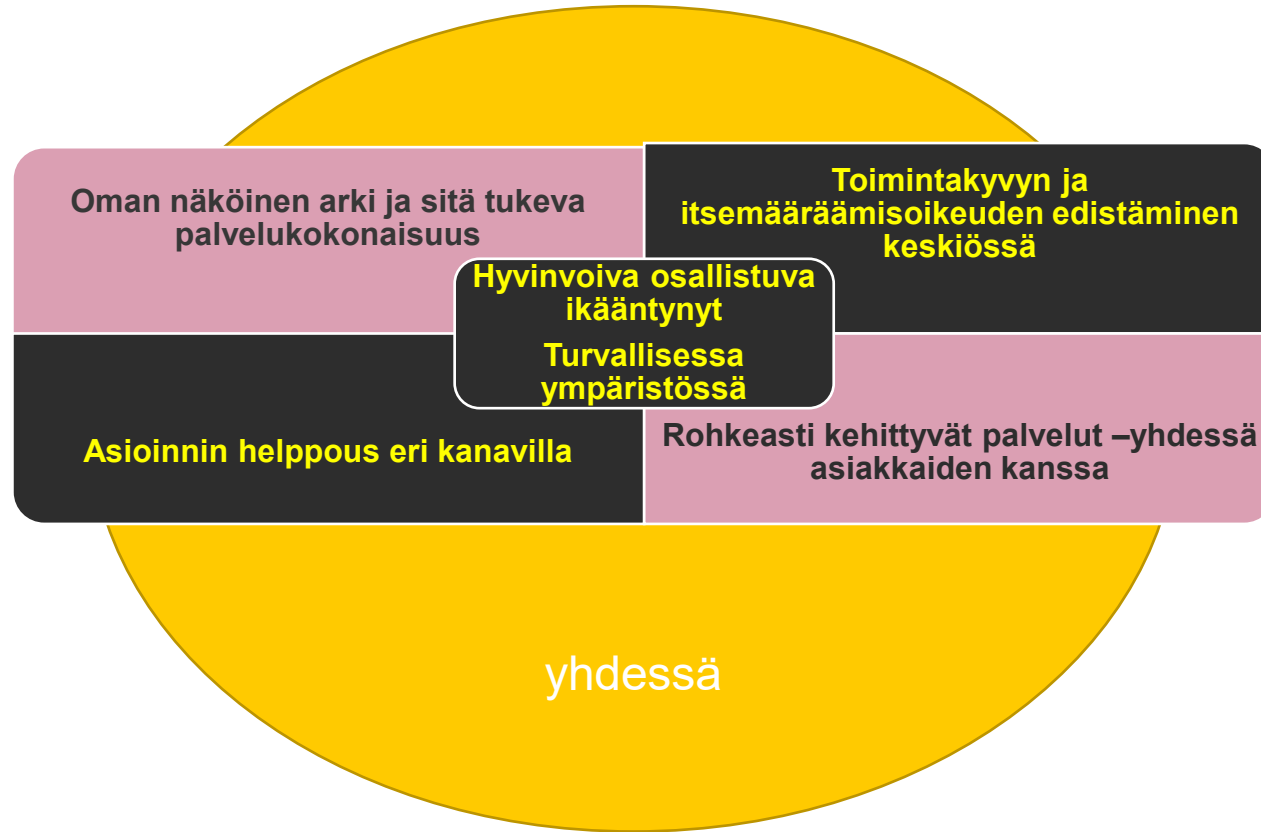 Oman näköinen arki ja sitä tukeva
palvelukokonaisuus
Toimintakyvyn ja
itsemääräämisoikeuden edistäminen
keskiössä
Hyvinvoiva osallistuva
ikääntynyt
Turvallisessa
ympäristössä
Asioinnin helppous eri kanavilla
Rohkeasti kehittyvät palvelut –yhdessä
asiakkaiden kanssa
yhdessä